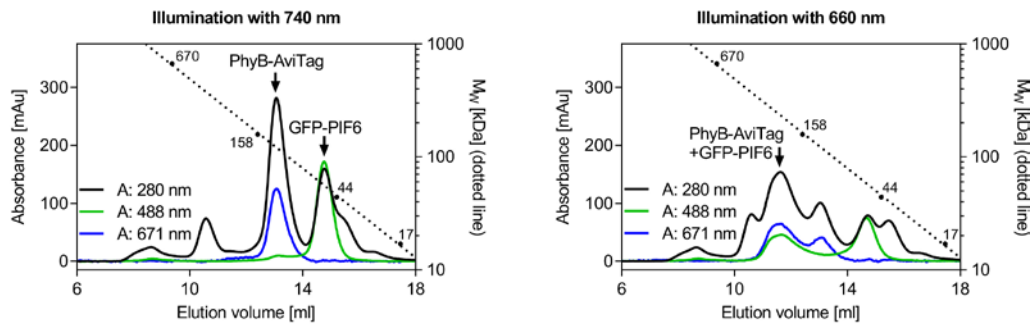 Illumination with 740 nm
Absorbance [mAu]
300
200
100
0
PhyB-AviTag
GFP-PIF6
670
158
44
17
A: 280 nm
A: 488 nm
A: 671 nm
1000
100
10
MW [kDa] (dotted line)
6 10 14 18
Elution volume [ml]
Illumination with 660 nm
Absorbance [mAu]
300
200
100
0
670
158
44
17
PhyB-AviTag
+GFP-PIF6
A: 280 nm
A: 488 nm
A: 671 nm
1000
100
10
MW [kDa] (dotted line)
6 10 14 18
Elution volume [ml]